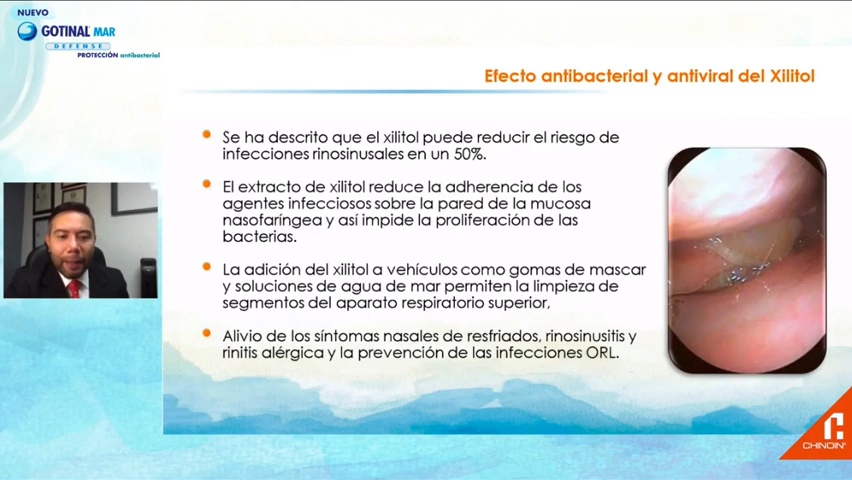 NUEVO
GOTINAL MAR
DEFENSE
PROTECCIÓN antibacterial
Efecto antibacterial y antiviral del Xilitol
Se ha descrito que el xilitol puede reducir el riesgo de
infecciones rinosinusales en un 50%.
El extracto de xilitol reduce la adherencia de los
agentes infecciosos sobre la pared de la mucosa
nasofaríngea y así impide la proliferación de las
bacterias.
La adición del xilitol a vehículos como gomas de mascar
y soluciones de agua de mar permiten la limpieza de
segmentos del aparato respiratorio superior,
Alivio de los síntomas nasales de resfriados, rinosinusitis y
rinitis alérgica y la prevención de las infecciones ORL.
CHINOIN